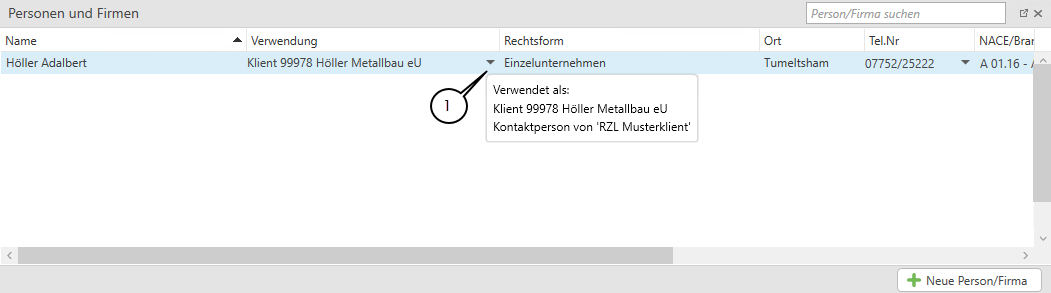 Personen und Firmen
Person/Firma suchen
Name Verwendung Rechtsform Ort Tel.Nr NACE/Bran
Höller Adalbert Klient 99978 Höller Metallbau eU Einzelunternehmen Tumeltsham 07752/25222 A 01.16 -
1
Verwendet als:
Klient 99978 Höller Metallbau eU
Kontaktperson von 'RZL Musterklient'
Neue Person/Firma